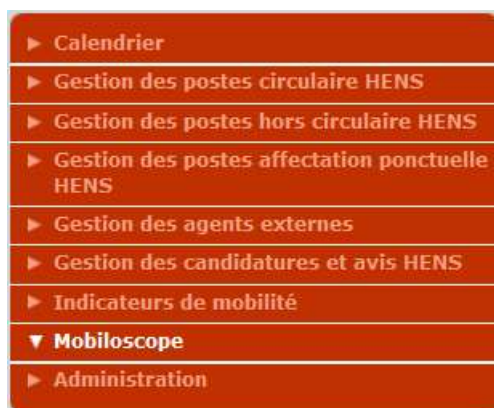 Calendrier
Gestion des postes circulaire HENS
Gestion des postes hors circulaire HENS
Gestion des postes affectation ponctuelle
HENS
Gestion des agents externes
Gestion des candidatures et avis HENS
Indicateurs de mobilité
Mobiloscope
Administration